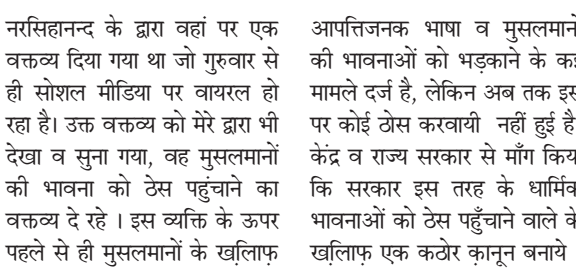 नरसिहानन्द के द्वारा वहां पर एक
वक्तव्य दिया गया था जो गुरुवार से
ही सोशल मीडिया पर वायरल हो
रहा है। उक्त वक्तव्य को मेरे द्वारा भी
देखा व सुना गया, वह मुसलमानों
की भावना को ठेस पहुंचाने का
वक्तव्य दे रहे । इस व्यक्ति के ऊपर
पहले से ही मुसलमानों के खि़लाफ़
आपत्तिजनक भाषा व मुसलमानो
की भावनाओं को भड़काने के
मामले दर्ज है, लेकिन अब तक इस
पर कोई ठोस करवायी नहीं हुई है
केंद्र व राज्य सरकार से माँग
कि सरकार इस तरह के धार्मिक
भावनाओं को ठेस पहुँचाने वाले के
खि़लाफ़ एक कठोर क़ानून बनाये